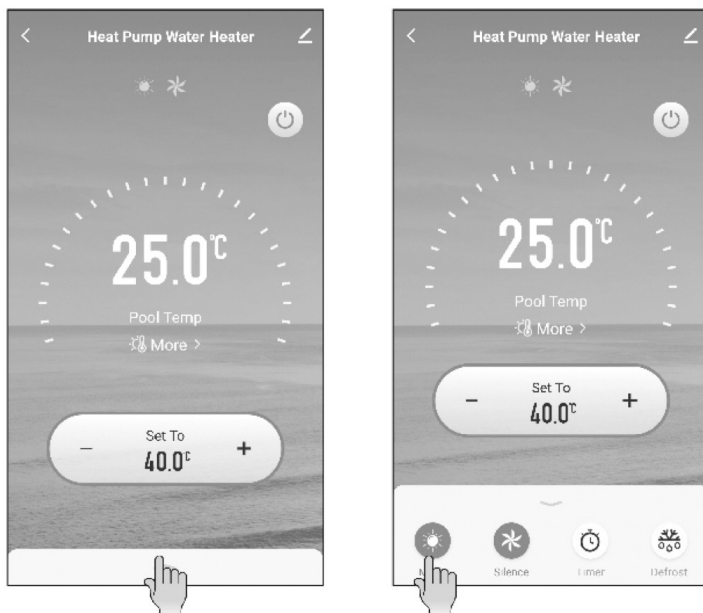 Heat Pump Water Heater
25.0℃
Pool Temp
More >
Set To
- 40.0℃ +
Heat Pump Water Heater
25.0℃
Pool Temp
More >
Set To
- 40.0℃ +
Silence Timer Defrost